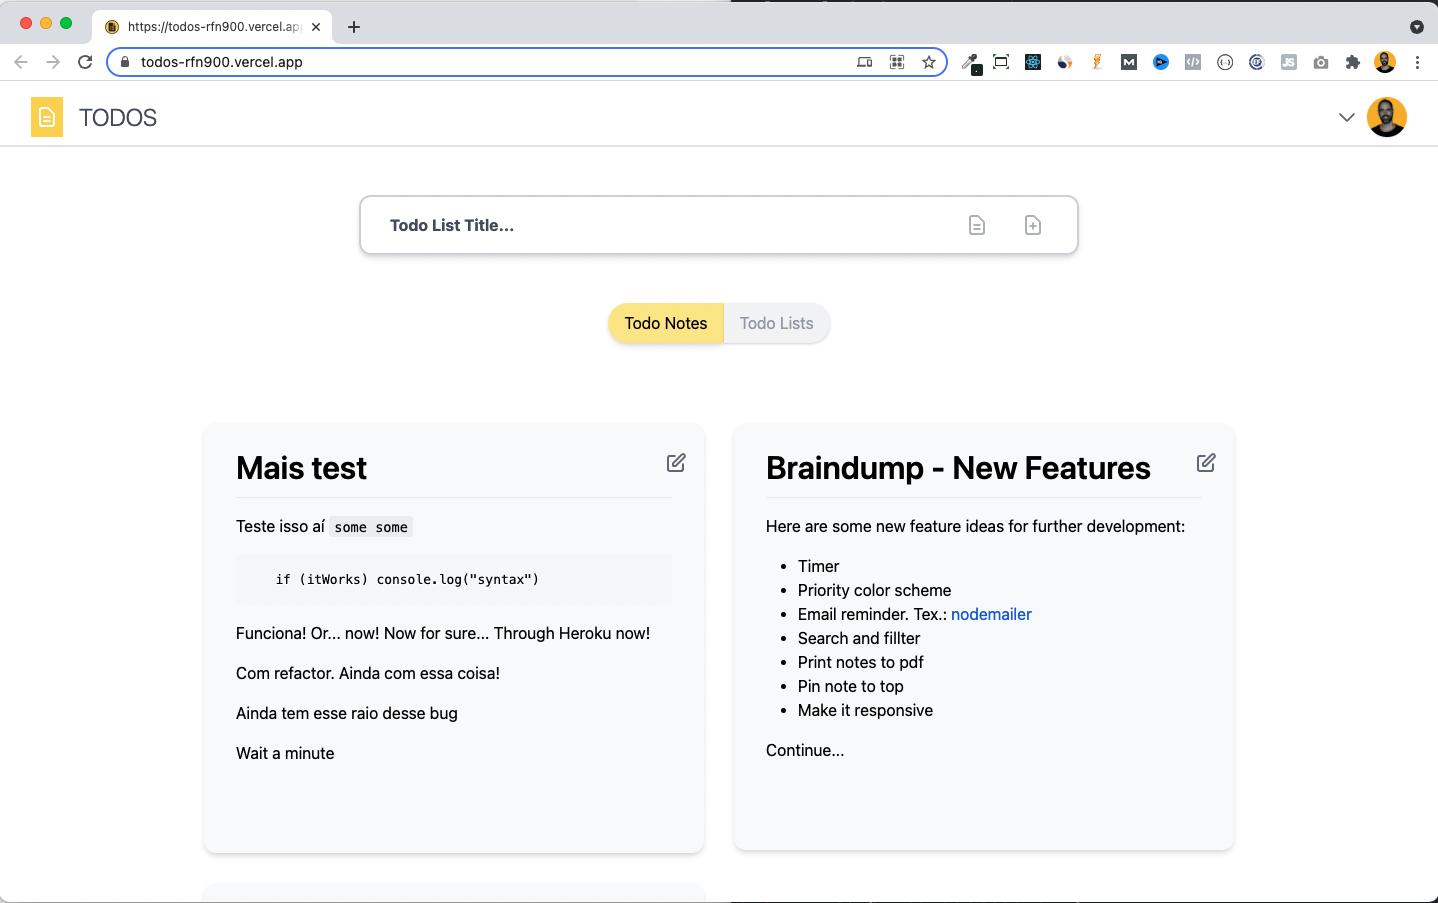 https://todos-rfn900.vercel.ap
todos-rfn900.vercel.app
TODOS
Todo List Title...
Todo Notes
Todo Lists
Mais test
Teste isso aí some some
if (itWorks) console.log("syntax")
Funciona! Or... now! Now for sure... Through Heroku now!
Com refactor. Ainda com essa coisa!
Ainda tem esse raio desse bug
Wait a minute
Braindump - New Features
Here are some new feature ideas for further development:
• Timer
• Priority color scheme
• Email reminder. Tex.: nodemailer
• Search and fillter
• Print notes to pdf
• Pin note to top
• Make it responsive
Continue...